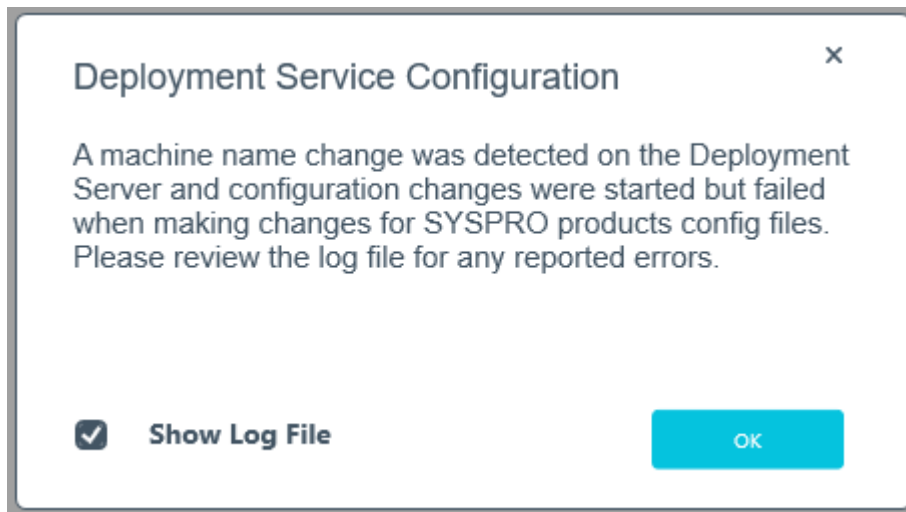 Deployment Service Configuration
A machine name change was detected on the Deployment
Server and configuration changes were started but failed
when making changes for SYSPRO products config files.
Please review the log file for any reported errors.
Show Log File
OK